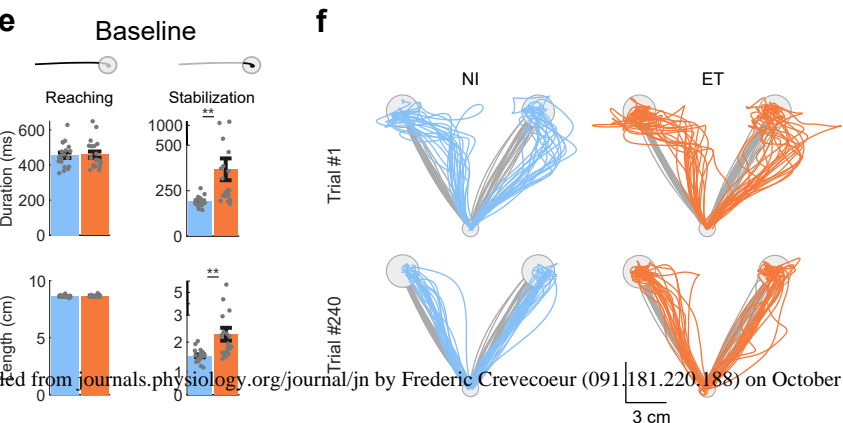 e
Baseline
f
Reaching
Stabilization
NI
ET
**
Duration (ms)
600
400
200
0
1000
500
250
0
Trial #1
**
Length (cm)
10
5
0
5
3
2
1
0
Trial #240
led from journals.physiology.org/journal/jn by Frederic Crevecoeur (091.181.220.188) on October
3 cm